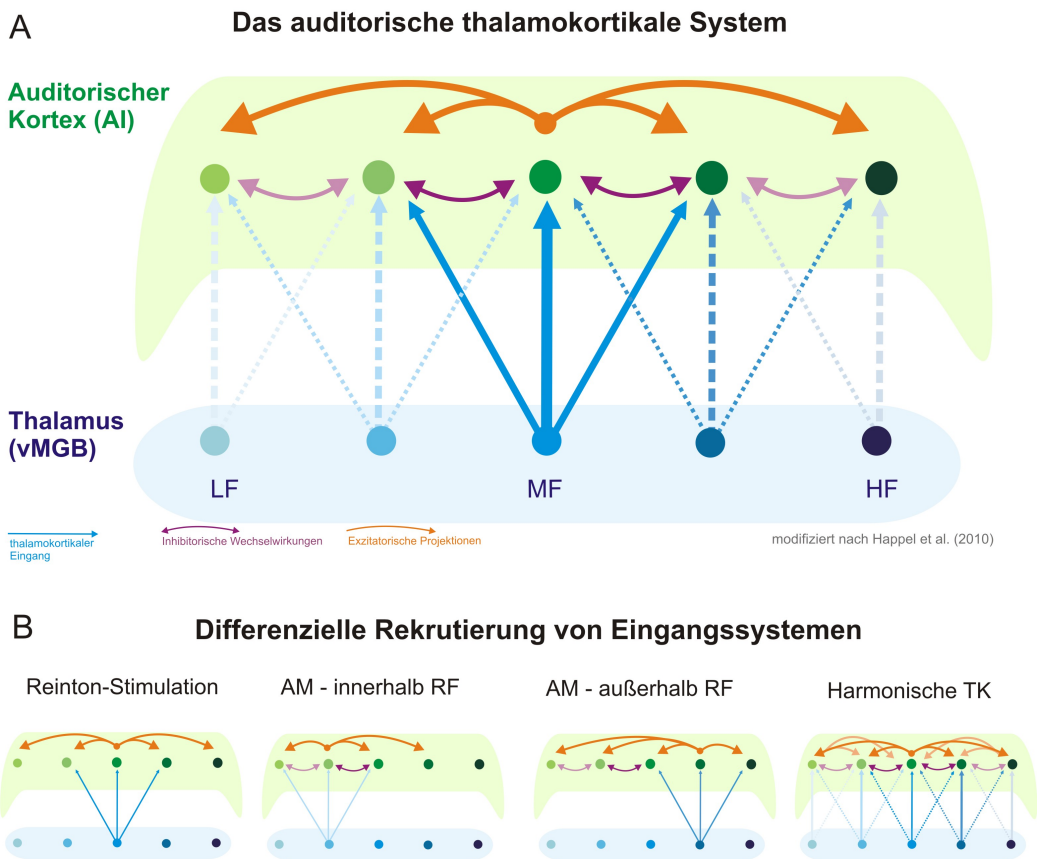 A
Das auditorische thalamokortikale System
Auditorischer
Kortex (AI)
Thalamus
(vMGB)
LF
MF
HF
thalamokortikaler
Eingang
Inhibitorische Wechselwirkungen
Exzitatorische Projektionen
modifiziert nach Happel et al. (2010)
B
Differenzielle Rekrutierung von Eingangssystemen
Reinton-Stimulation
AM - innerhalb RF
AM - außerhalb RF
Harmonische TK